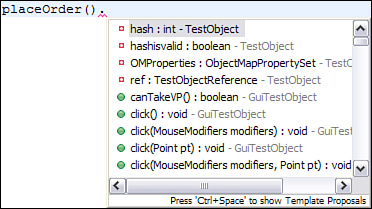 placeOrder().
hash : int - TestObject
hashisvalid : boolean - TestObject
OMProperties : ObjectMapPropertySet - TestO
ref : TestObjectReference - TestObject
canTakeVP() : boolean - GuiTestObject
click() : void - GuiTestObject
click(MouseModifiers modifiers) : void - GuiTes
click(Point pt) : void - GuiTestObject
click(MouseModifiers modifiers, Point pt) : void
Press 'Ctrl+Space' to show Template Proposals